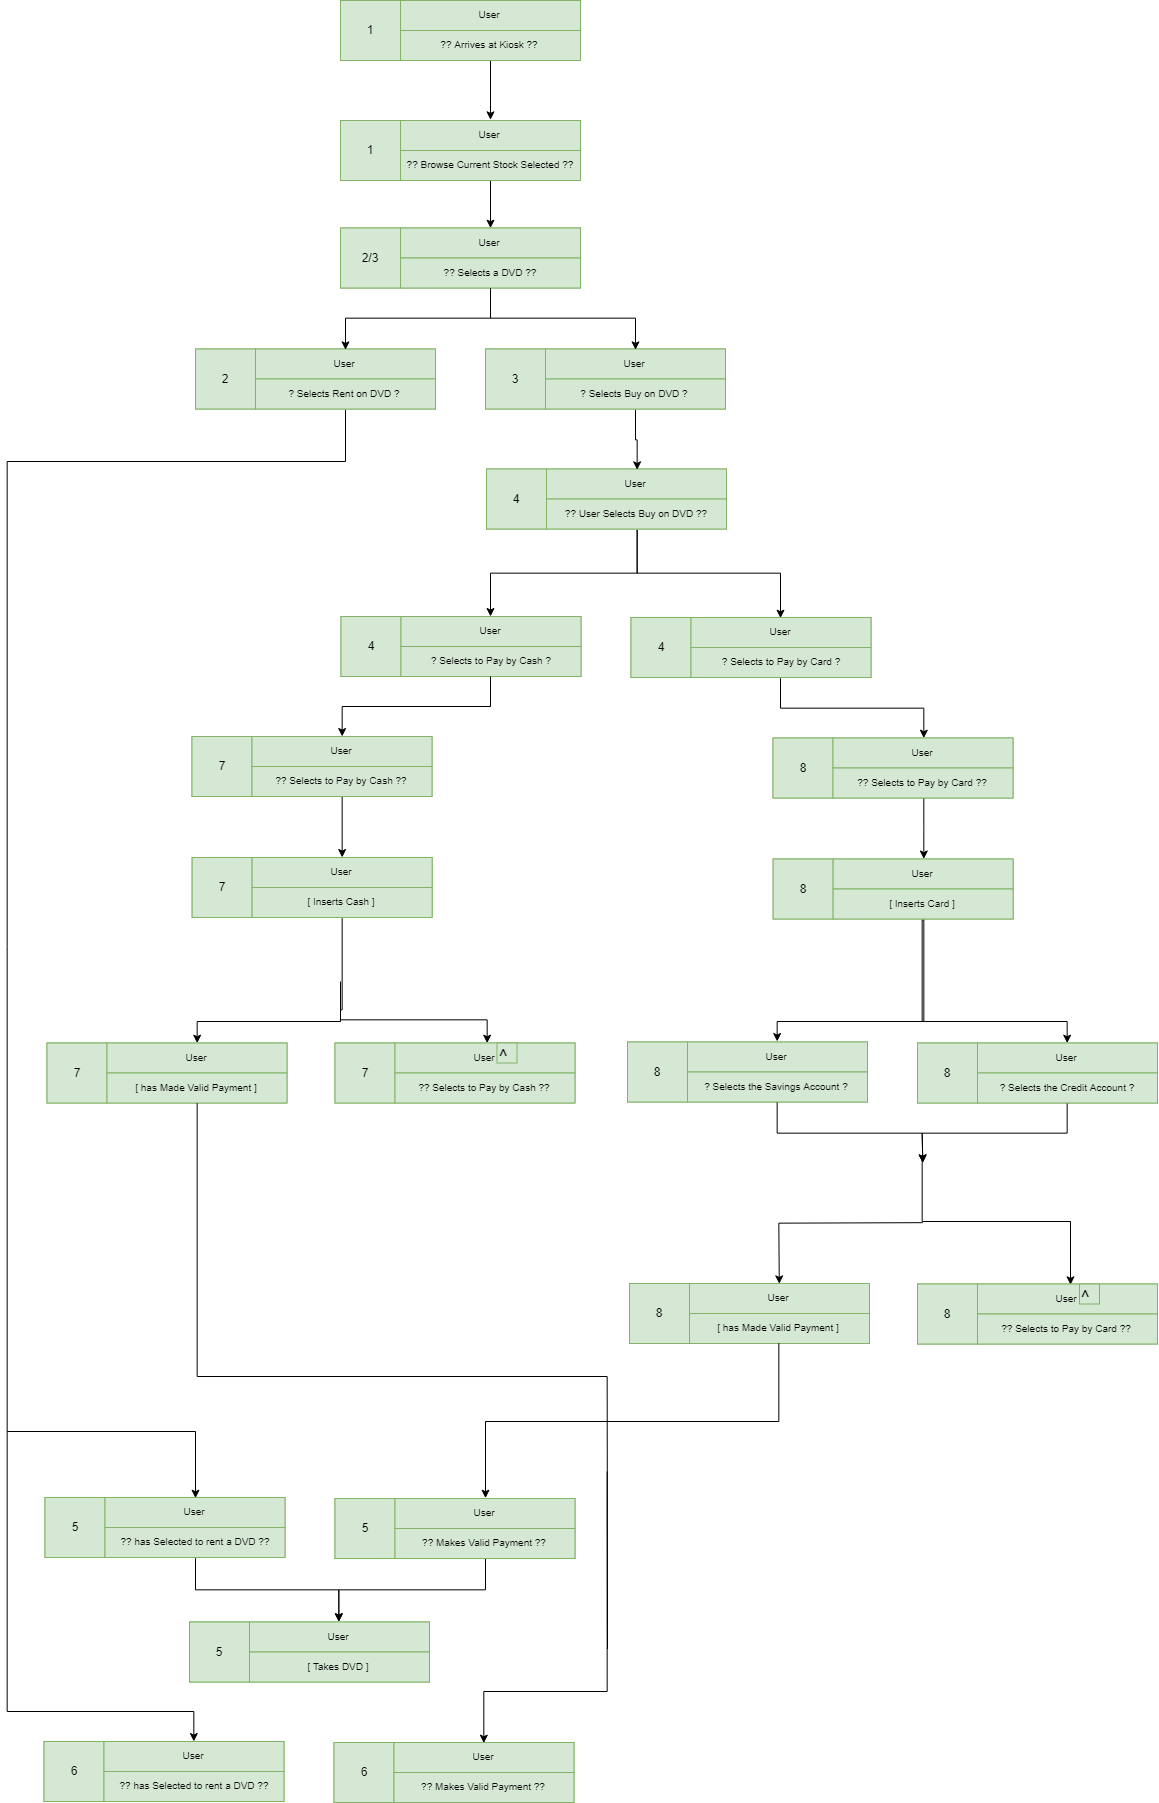 1
User
?? Arrives at Kiosk ??
1
User
?? Browse Current Stock Selected ??
2/3
User
?? Selects a DVD ??
2
User
? Selects Rent on DVD ?
3
User
? Selects Buy on DVD ?
4
User
?? User Selects Buy on DVD ??
4
User
? Selects to Pay by Cash ?
4
User
? Selects to Pay by Card ?
7
User
?? Selects to Pay by Cash ??
8
User
?? Selects to Pay by Card ??
7
User
[ Inserts Cash ]
8
User
[ Inserts Card ]
7
User
[ has Made Valid Payment ]
7
User ^
?? Selects to Pay by Cash ??
8
User
? Selects the Savings Account ?
8
User
? Selects the Credit Account ?
8
User
[ has Made Valid Payment ]
8
User ^
?? Selects to Pay by Card ??
5
User
?? has Selected to rent a DVD ??
5
User
?? Makes Valid Payment ??
5
User
[ Takes DVD ]
6
User
?? has Selected to rent a DVD ??
6
User
?? Makes Valid Payment ??